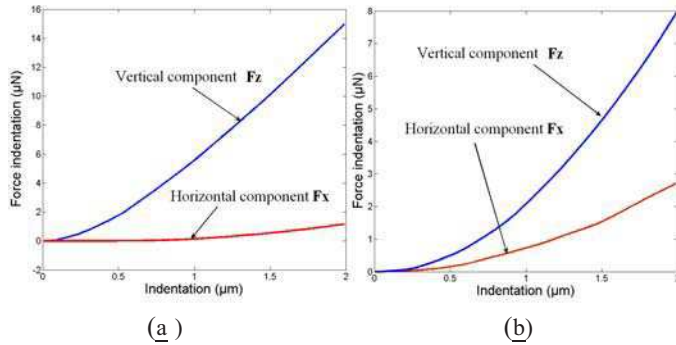 16
14
12
10
8
6
4
2
0
-2
Force indentation (µN)
Vertical component Fz
Horizontal component Fx
0
0.5
1
1.5
2
Indentation (µm)
(a )
8
7
6
5
4
3
2
1
0
Force indentation (µN)
Vertical component Fz
Horizontal component Fx
0
0.5
1
1.5
Indentation (µm)
(b)